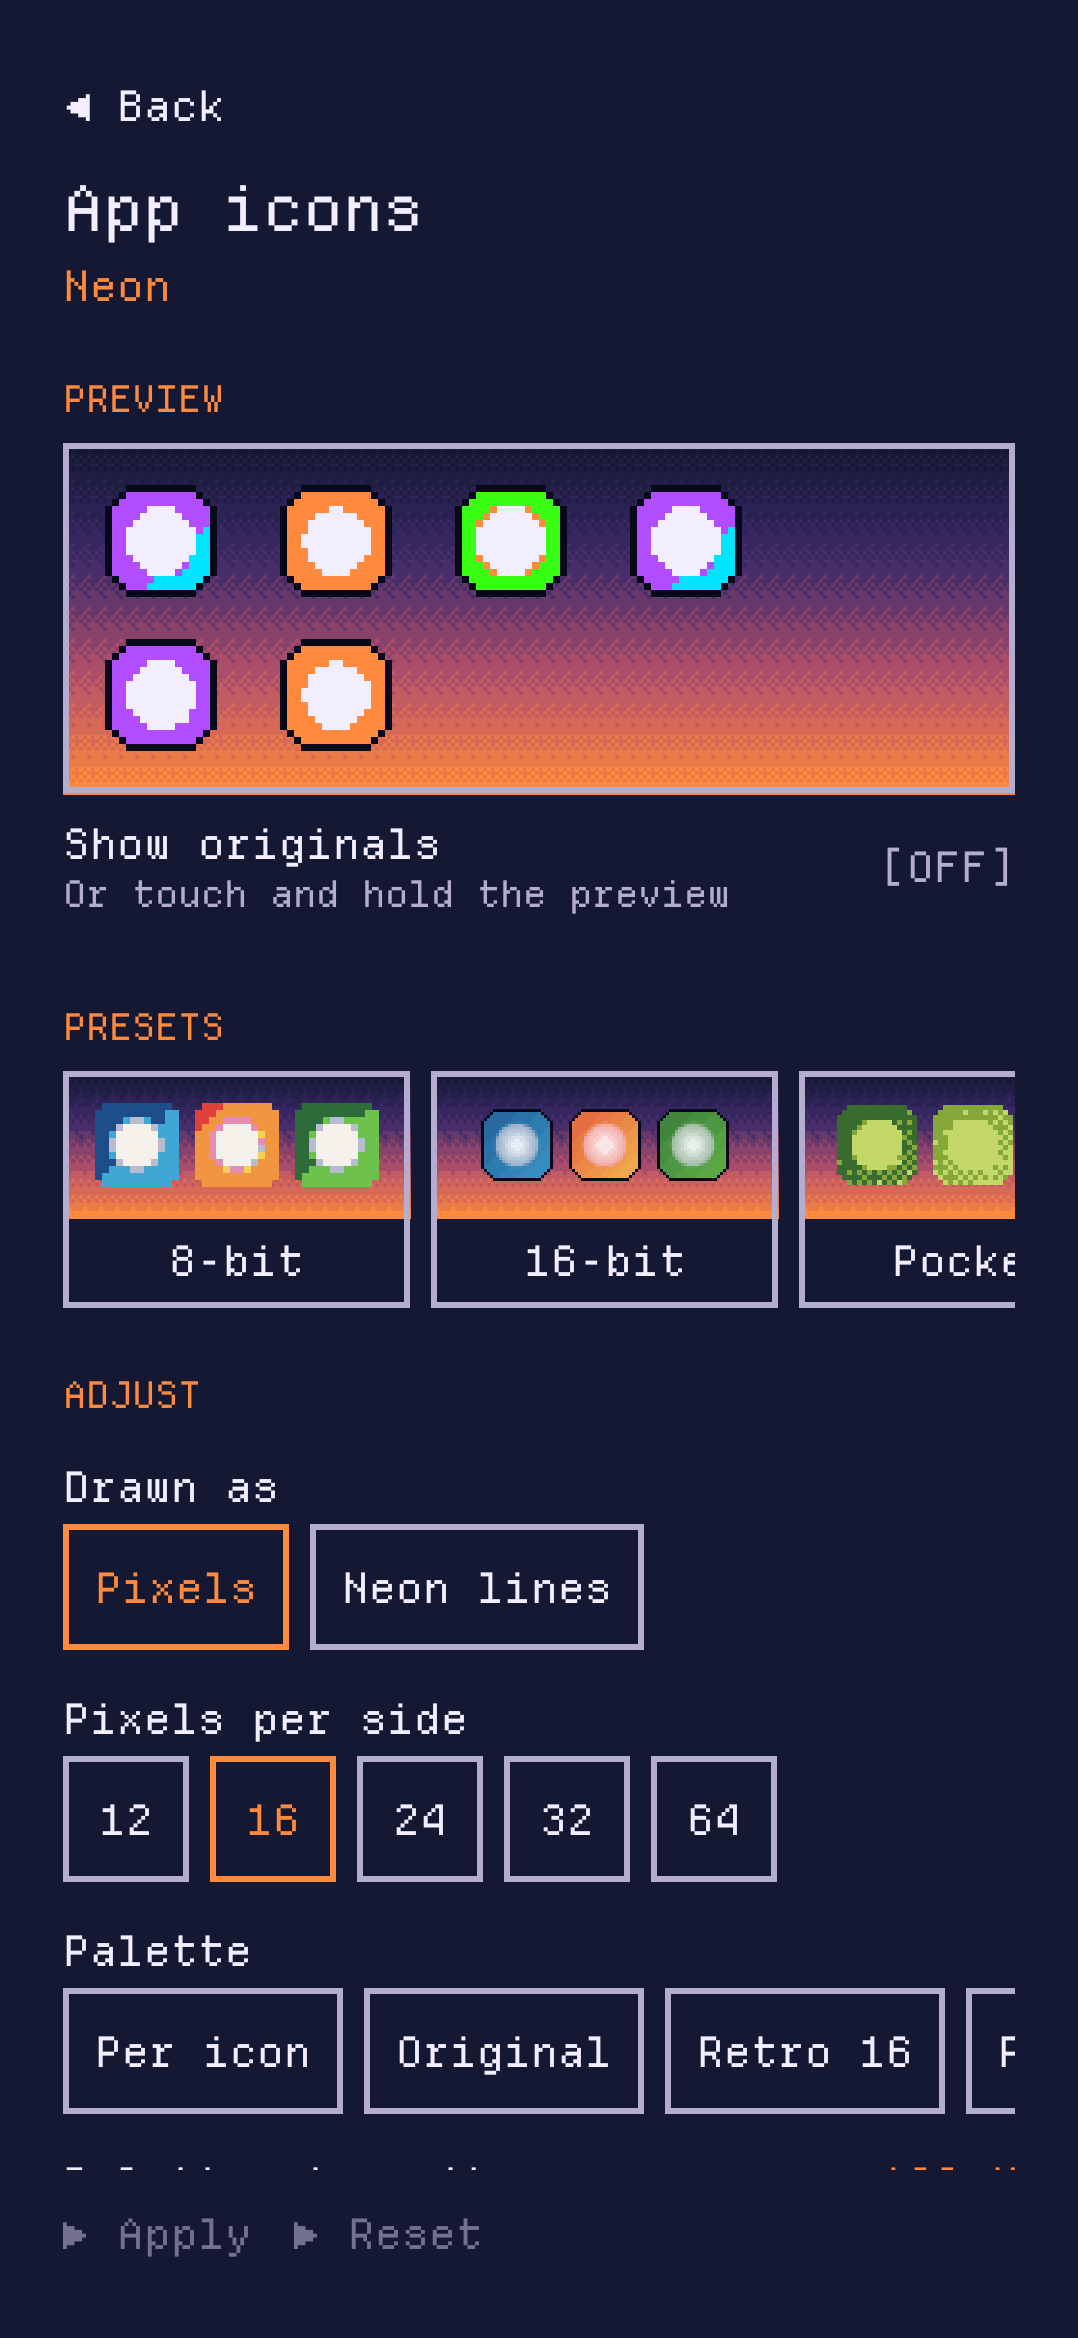 Back
App icons
Neon
PREVIEW
Show originals
[OFF]
Or touch and hold the preview
PRESETS
8-bit
16-bit
Pocke
ADJUST
Drawn as
Pixels
Neon lines
Pixels per side
12
16
24
32
64
Palette
Per icon
Original
Retro 16
Apply
Reset